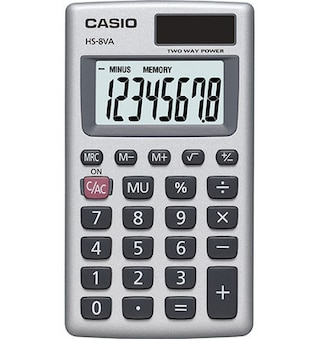 CASIO
HS-8VA
TWO WAY POWER
– MINUS MEMORY
12345678
MRC M– M+ √ +/–
ON
C/AC MU % ÷
7 8 9 ×
4 5 6 –
1 2 3 +
0 · =